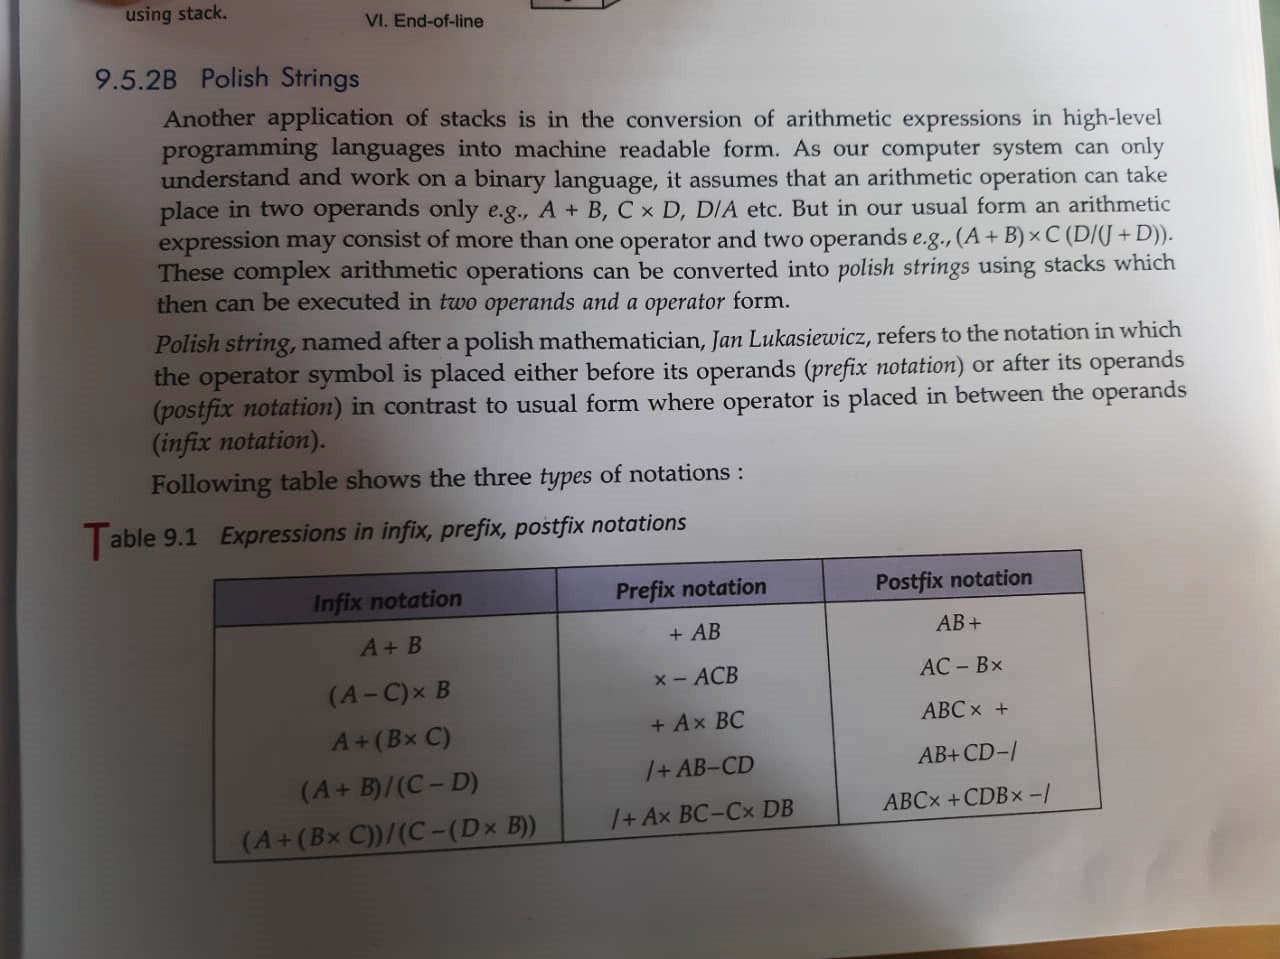 using stack.
VI. End-of-line
9.5.2B Polish Strings
Another application of stacks is in the conversion of arithmetic expressions in high-level
programming languages into machine readable form. As our computer system can only
understand and work on a binary language, it assumes that an arithmetic operation can take
place in two operands only e.g., A + B, C × D, D/A etc. But in our usual form an arithmetic
expression may consist of more than one operator and two operands e.g., (A + B) × C (D/(J + D)).
These complex arithmetic operations can be converted into polish strings using stacks which
then can be executed in two operands and a operator form.
Polish string, named after a polish mathematician, Jan Lukasiewicz, refers to the notation in which
the operator symbol is placed either before its operands (prefix notation) or after its operands
(postfix notation) in contrast to usual form where operator is placed in between the operands
(infix notation).
Following table shows the three types of notations :
Table 9.1 Expressions in infix, prefix, postfix notations
Infix notation Prefix notation Postfix notation
A + B + AB AB +
(A − C) × B × − ACB AC − B×
A + (B × C) + A × BC ABC × +
(A + B)/(C − D) /+ AB−CD AB+ CD−/
(A + (B × C))/(C − (D × B)) /+ A× BC−C× DB ABC× +CDB× −/